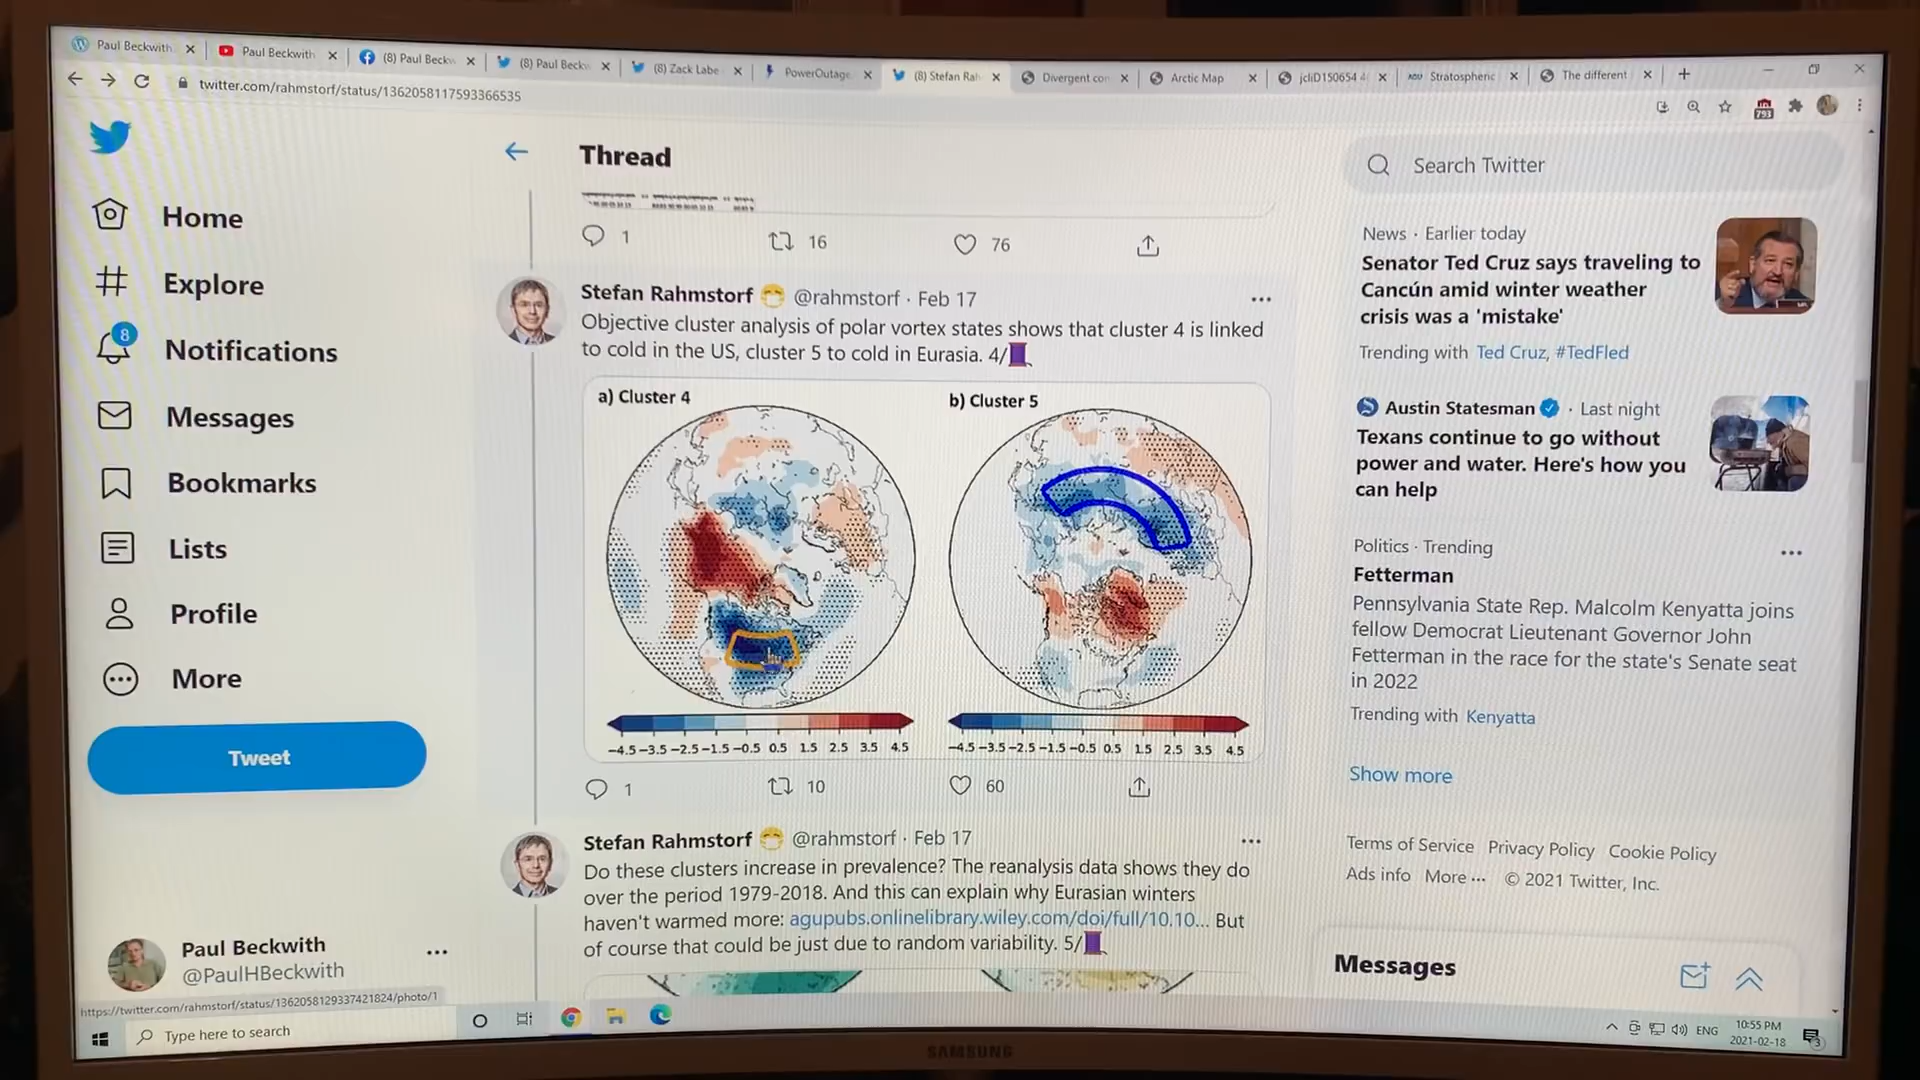 Paul Beckwith
Paul Beckwith
(8) Paul Beckw
(8) Paul Beckw
(8) Zack Labe
PowerOutage
(8) Stefan Rah
Divergent con
Arctic Map
jcliD150654 4
Stratospheric
The different
twitter.com/rahmstorf/status/1362058117593366535
793
Thread
Search Twitter
Home
Explore
8
Notifications
Messages
Bookmarks
Lists
Profile
More
Tweet
Paul Beckwith
@PaulHBeckwith
1
16
76
Stefan Rahmstorf @rahmstorf · Feb 17
Objective cluster analysis of polar vortex states shows that cluster 4 is linked
to cold in the US, cluster 5 to cold in Eurasia. 4/
a) Cluster 4
b) Cluster 5
−4.5 −3.5 −2.5 −1.5 −0.5 0.5 1.5 2.5 3.5 4.5
−4.5 −3.5 −2.5 −1.5 −0.5 0.5 1.5 2.5 3.5 4.5
1
10
60
Stefan Rahmstorf @rahmstorf · Feb 17
Do these clusters increase in prevalence? The reanalysis data shows they do
over the period 1979-2018. And this can explain why Eurasian winters
haven't warmed more: agupubs.onlinelibrary.wiley.com/doi/full/10.10... But
of course that could be just due to random variability. 5/
News · Earlier today
Senator Ted Cruz says traveling to
Cancún amid winter weather
crisis was a 'mistake'
Trending with Ted Cruz, #TedFled
Austin Statesman · Last night
Texans continue to go without
power and water. Here's how you
can help
Politics · Trending
Fetterman
Pennsylvania State Rep. Malcolm Kenyatta joins
fellow Democrat Lieutenant Governor John
Fetterman in the race for the state's Senate seat
in 2022
Trending with Kenyatta
Show more
Terms of Service Privacy Policy Cookie Policy
Ads info More ... © 2021 Twitter, Inc.
Messages
https://twitter.com/rahmstorf/status/1362058129337421824/photo/1
Type here to search
ENG
10:55 PM
2021-02-18
3
SAMSUNG